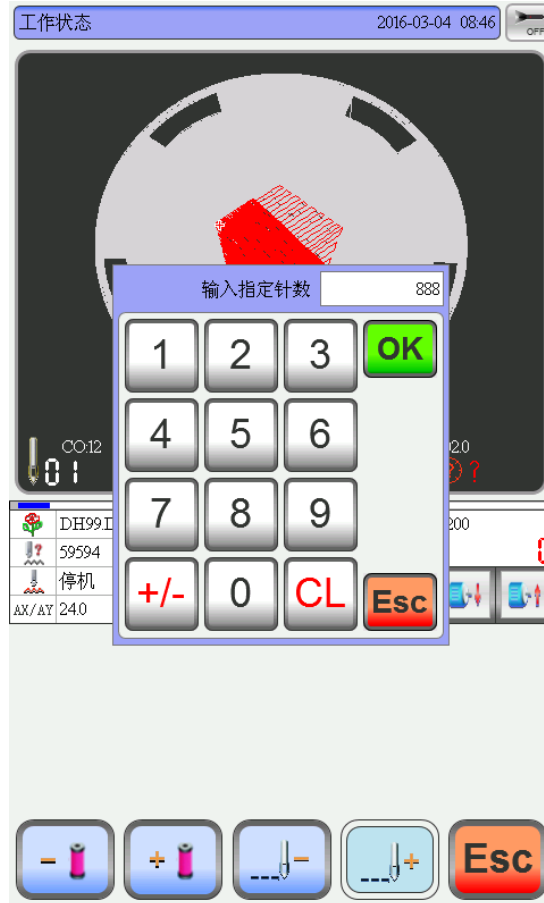 工作状态 2016-03-04 08:46
OFF
输入指定针数 888
1 2 3 OK
4 5 6
7 8 9
+/- 0 CL Esc
CO:12
01
?
DH99.
59594
停机
AX/AY 24.0
- + - + Esc